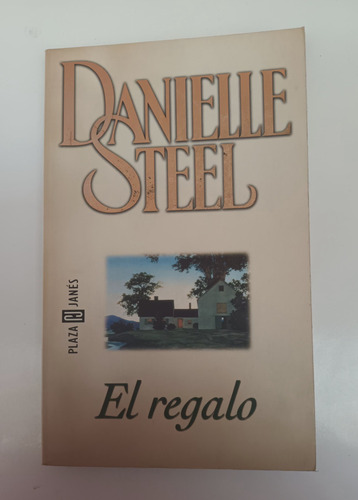 DANIELLE
STEEL
PLAZA JANÉS
El regalo